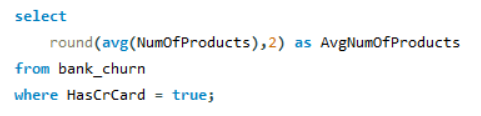 select
round(avg(NumOfProducts),2) as AvgNumOfProducts
from bank_churn
where HasCrCard = true;